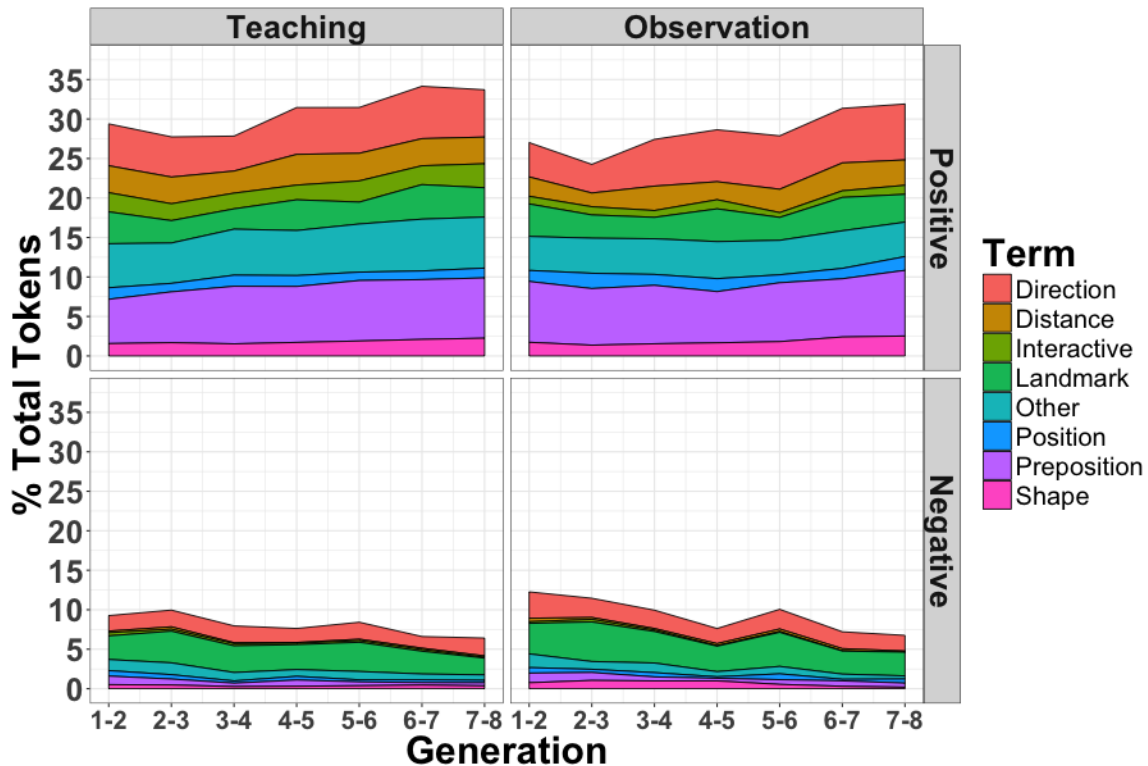 Teaching
Observation
35
30
25
20
15
10
5
0
Positive
35
30
25
20
15
10
5
0
Negative
% Total Tokens
1-2 2-3 3-4 4-5 5-6 6-7 7-8
1-2 2-3 3-4 4-5 5-6 6-7 7-8
Generation
Term
Direction
Distance
Interactive
Landmark
Other
Position
Preposition
Shape